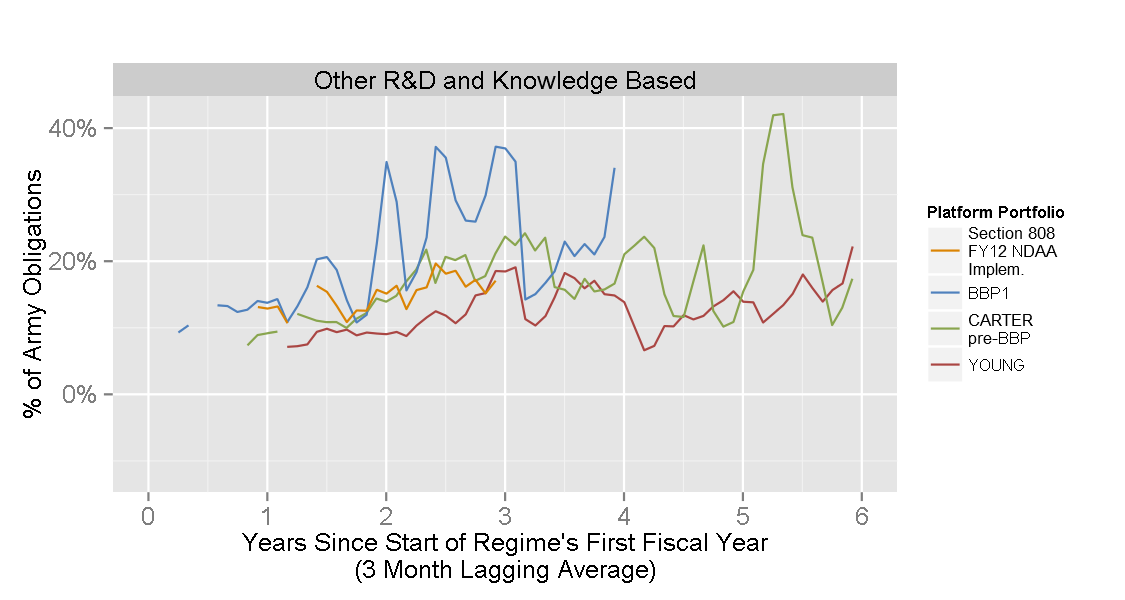 Other R&D and Knowledge Based
40%
20%
0%
% of Army Obligations
0 1 2 3 4 5 6
Years Since Start of Regime's First Fiscal Year
(3 Month Lagging Average)
Platform Portfolio
Section 808
FY12 NDAA
Implem.
BBP1
CARTER
pre-BBP
YOUNG